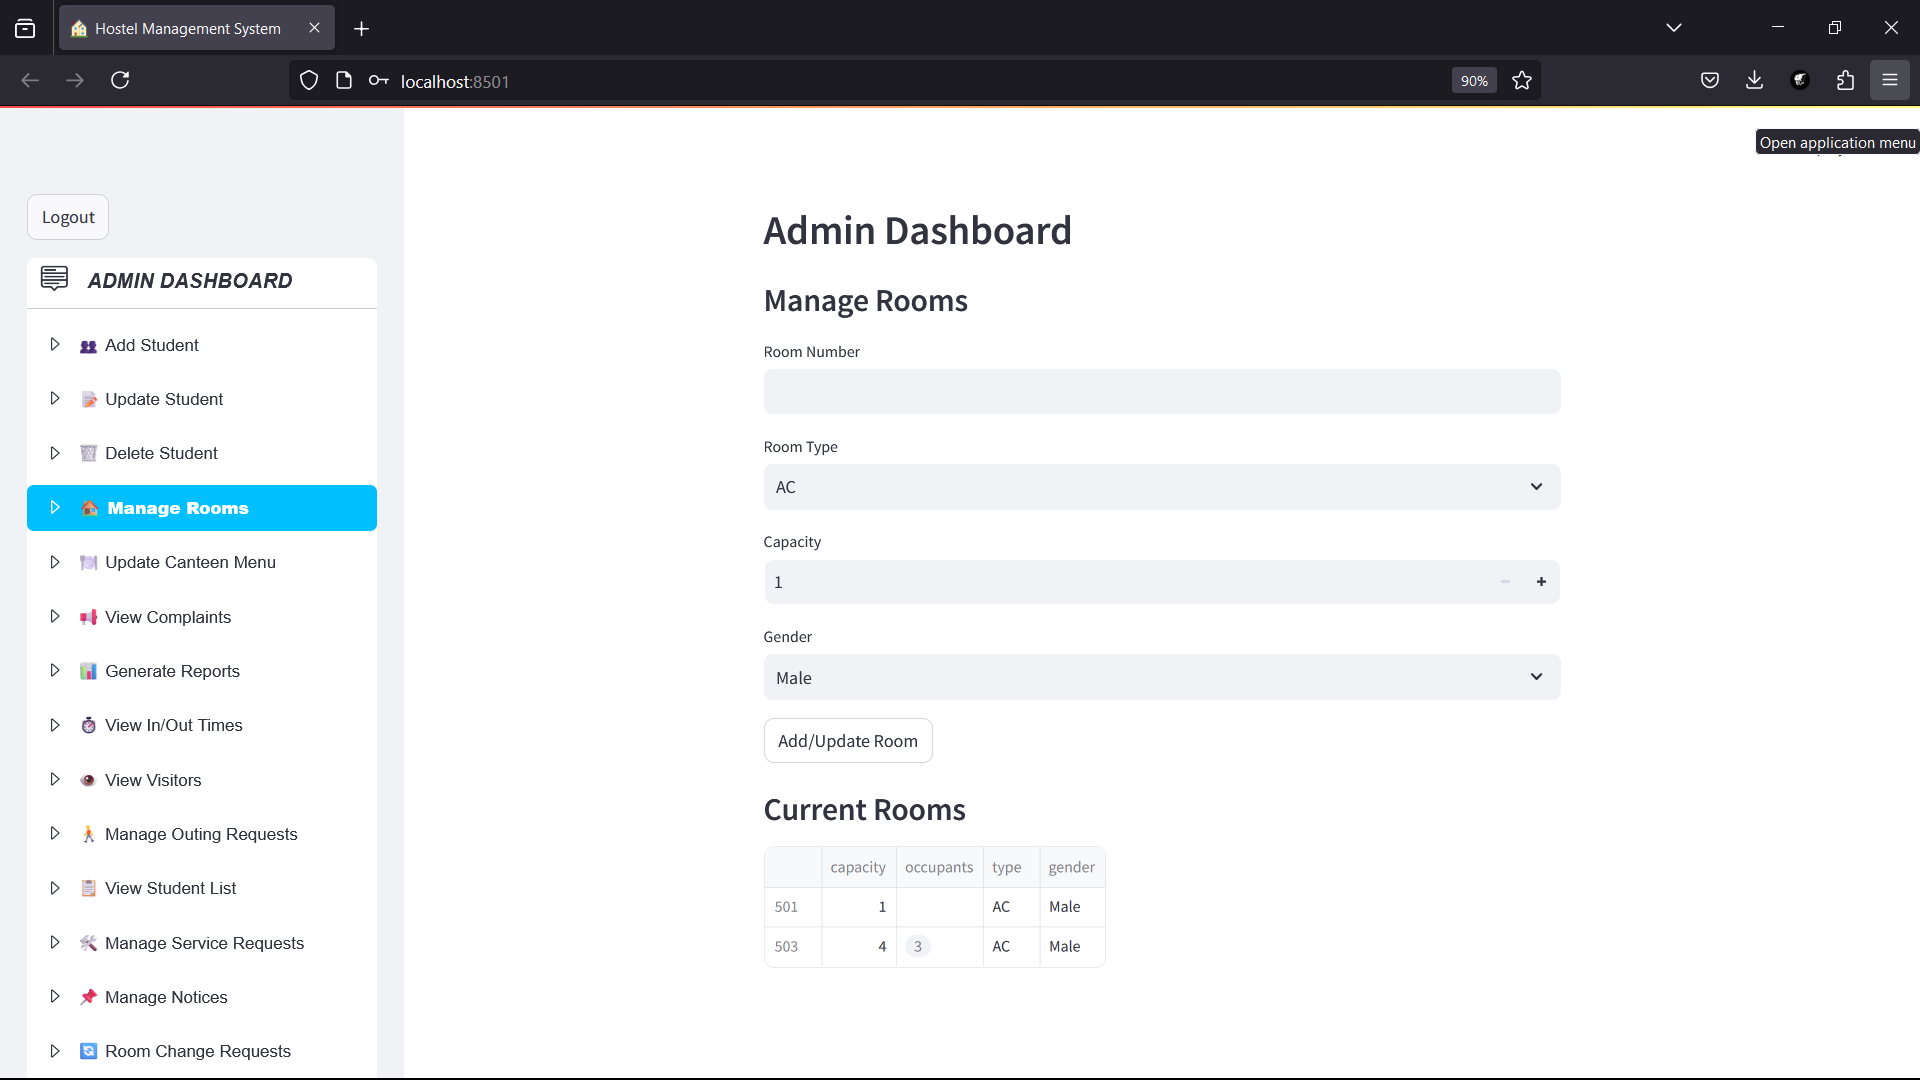 Hostel Management System
localhost:8501
90%
Open application menu
Logout
ADMIN DASHBOARD
Add Student
Update Student
Delete Student
Manage Rooms
Update Canteen Menu
View Complaints
Generate Reports
View In/Out Times
View Visitors
Manage Outing Requests
View Student List
Manage Service Requests
Manage Notices
Room Change Requests
Admin Dashboard
Manage Rooms
Room Number
Room Type
AC
Capacity
1
Gender
Male
Add/Update Room
Current Rooms
capacity occupants type gender
501 1 AC Male
503 4 3 AC Male